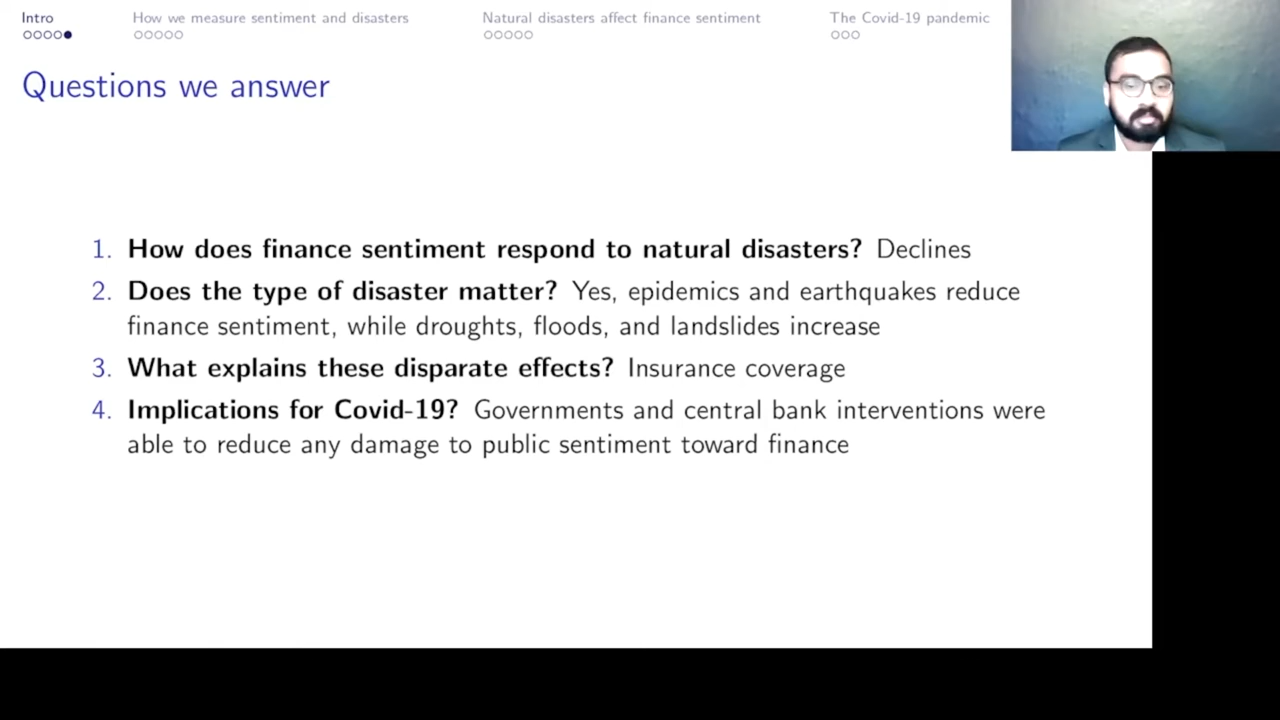 Intro
How we measure sentiment and disasters
Natural disasters affect finance sentiment
The Covid-19 pandemic
Questions we answer
1. How does finance sentiment respond to natural disasters? Declines
2. Does the type of disaster matter? Yes, epidemics and earthquakes reduce
finance sentiment, while droughts, floods, and landslides increase
3. What explains these disparate effects? Insurance coverage
4. Implications for Covid-19? Governments and central bank interventions were
able to reduce any damage to public sentiment toward finance